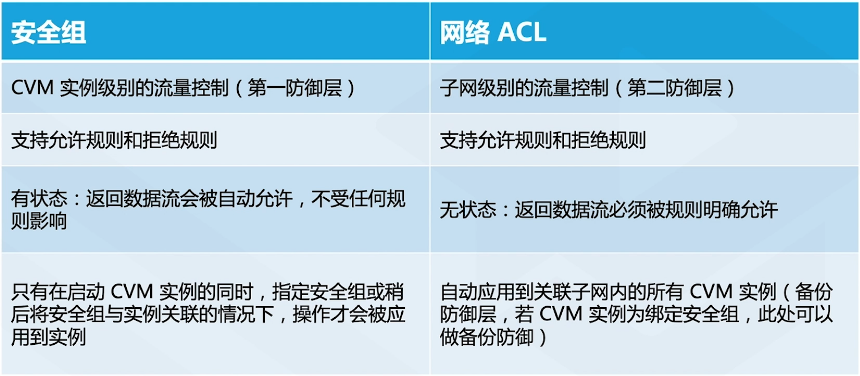 安全组
网络 ACL
CVM 实例级别的流量控制（第一防御层）
子网级别的流量控制（第二防御层）
支持允许规则和拒绝规则
支持允许规则和拒绝规则
有状态：返回数据流会被自动允许，不受任何规
则影响
无状态：返回数据流必须被规则明确允许
只有在启动 CVM 实例的同时，指定安全组或稍
后将安全组与实例关联的情况下，操作才会被应
用到实例
自动应用到关联子网内的所有 CVM 实例（备份
防御层，若 CVM 实例为绑定安全组，此处可以
做备份防御）